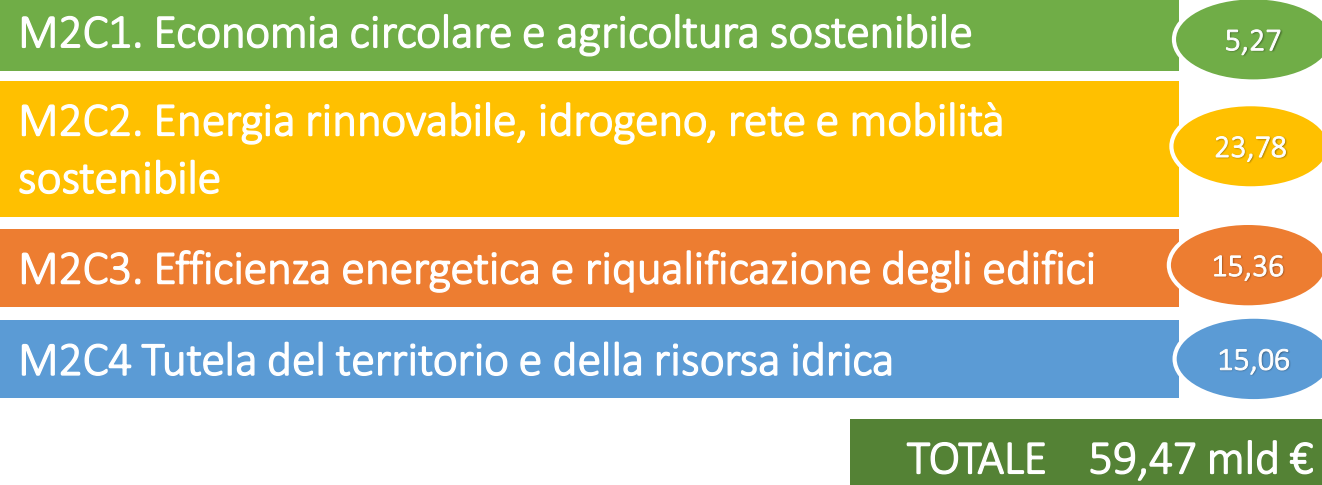 M2C1. Economia circolare e agricoltura sostenibile 5,27
M2C2. Energia rinnovabile, idrogeno, rete e mobilità
sostenibile 23,78
M2C3. Efficienza energetica e riqualificazione degli edifici 15,36
M2C4 Tutela del territorio e della risorsa idrica 15,06
TOTALE 59,47 mld €